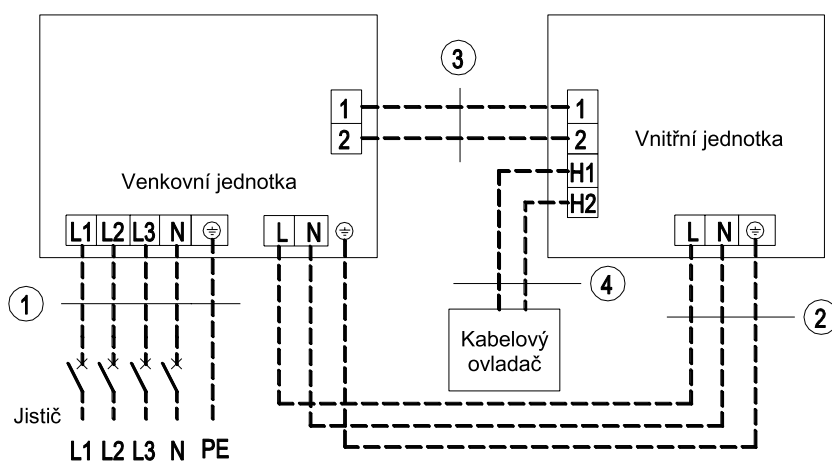 3
1
2
1
2
H1
H2
Vnitřní jednotka
Venkovní jednotka
L1 L2 L3 N
L N
L N
1
4
2
Kabelový
ovladač
Jistič
L1 L2 L3 N PE